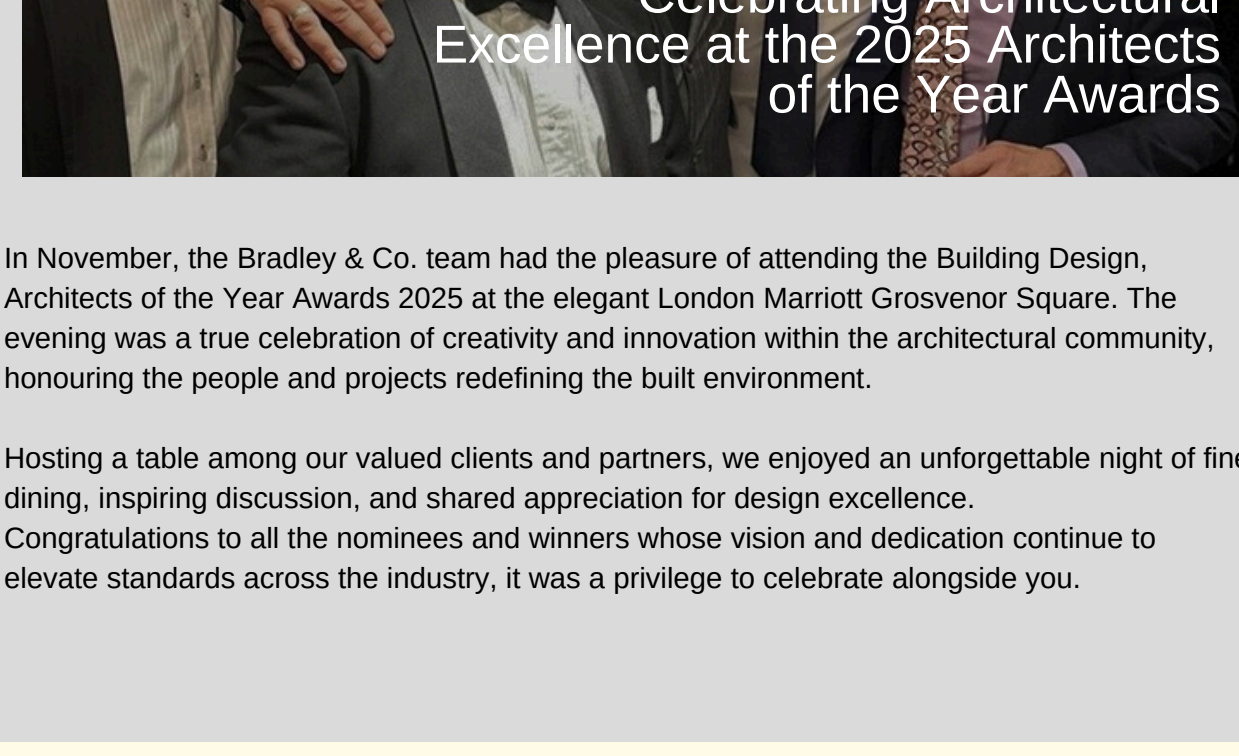 Celebrating Architectural
Excellence at the 2025 Architects
of the Year Awards
In November, the Bradley & Co. team had the pleasure of attending the Building Design,
Architects of the Year Awards 2025 at the elegant London Marriott Grosvenor Square. The
evening was a true celebration of creativity and innovation within the architectural community,
honouring the people and projects redefining the built environment.
Hosting a table among our valued clients and partners, we enjoyed an unforgettable night of fine
dining, inspiring discussion, and shared appreciation for design excellence.
Congratulations to all the nominees and winners whose vision and dedication continue to
elevate standards across the industry, it was a privilege to celebrate alongside you.